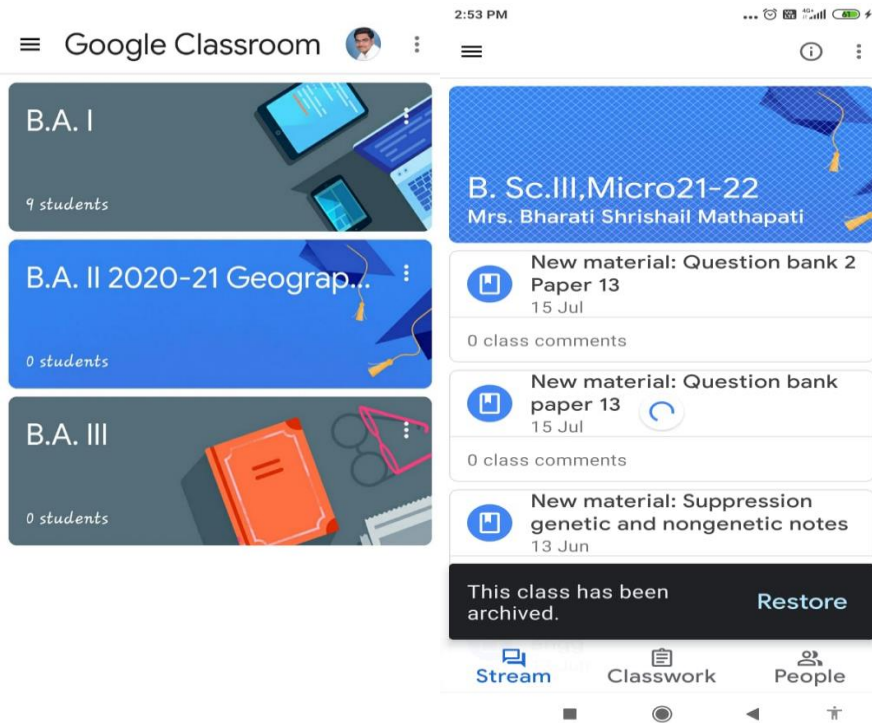 Google Classroom
B.A. I
9 students
B.A. II 2020-21 Geograp...
0 students
B.A. III
0 students
2:53 PM
4G+
61
B. Sc.III,Micro21-22
Mrs. Bharati Shrishail Mathapati
New material: Question bank 2
Paper 13
15 Jul
0 class comments
New material: Question bank
paper 13
15 Jul
0 class comments
New material: Suppression
genetic and nongenetic notes
13 Jun
This class has been
archived.
Restore
Stream
Classwork
People